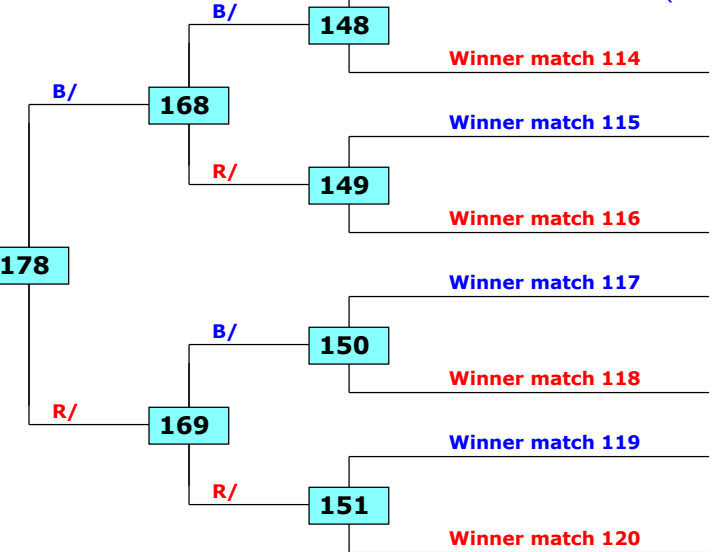 B/
148
Winner match 114
B/
168
Winner match 115
R/
149
Winner match 116
178
Winner match 117
B/
150
Winner match 118
R/
169
Winner match 119
R/
151
Winner match 120